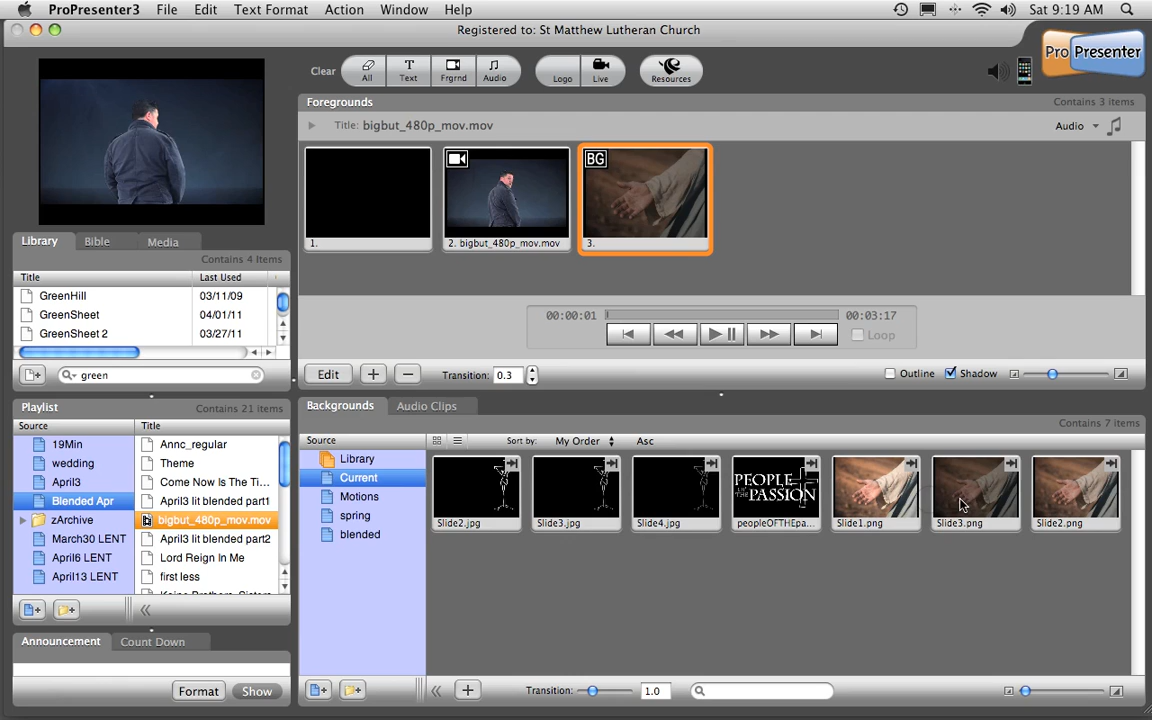 ProPresenter3 File Edit Text Format Action Window Help Sat 9:19 AM
Registered to: St Matthew Lutheran Church
Clear All Text Frgrnd Audio Logo Live Resources
Pro Presenter
Foregrounds Contains 3 items
Title: bigbut_480p_mov.mov Audio
BG
1. 2. bigbut_480p_mov.mov 3.
00:00:01 00:03:17
Loop
Edit Transition: 0.3 Outline Shadow
Library Bible Media
Contains 4 Items
Title Last Used
GreenHill 03/11/09
GreenSheet 04/01/11
GreenSheet 2 03/27/11
green
Playlist Contains 21 items
Source Title
19Min Annc_regular
wedding Theme
April3 Come Now Is The Ti...
Blended Apr April3 lit blended part1
zArchive bigbut_480p_mov.mov
March30 LENT April3 lit blended part2
April6 LENT Lord Reign In Me
April13 LENT first less
Announcement Count Down
Format Show
Backgrounds Audio Clips
Contains 7 items
Source Sort by: My Order Asc
Library
Current
Motions
spring
blended
PEOPLE
OF THE
PASSION
Slide2.jpg Slide3.jpg Slide4.jpg peopleOFTHEpa... Slide1.png Slide3.png Slide2.png
Transition: 1.0